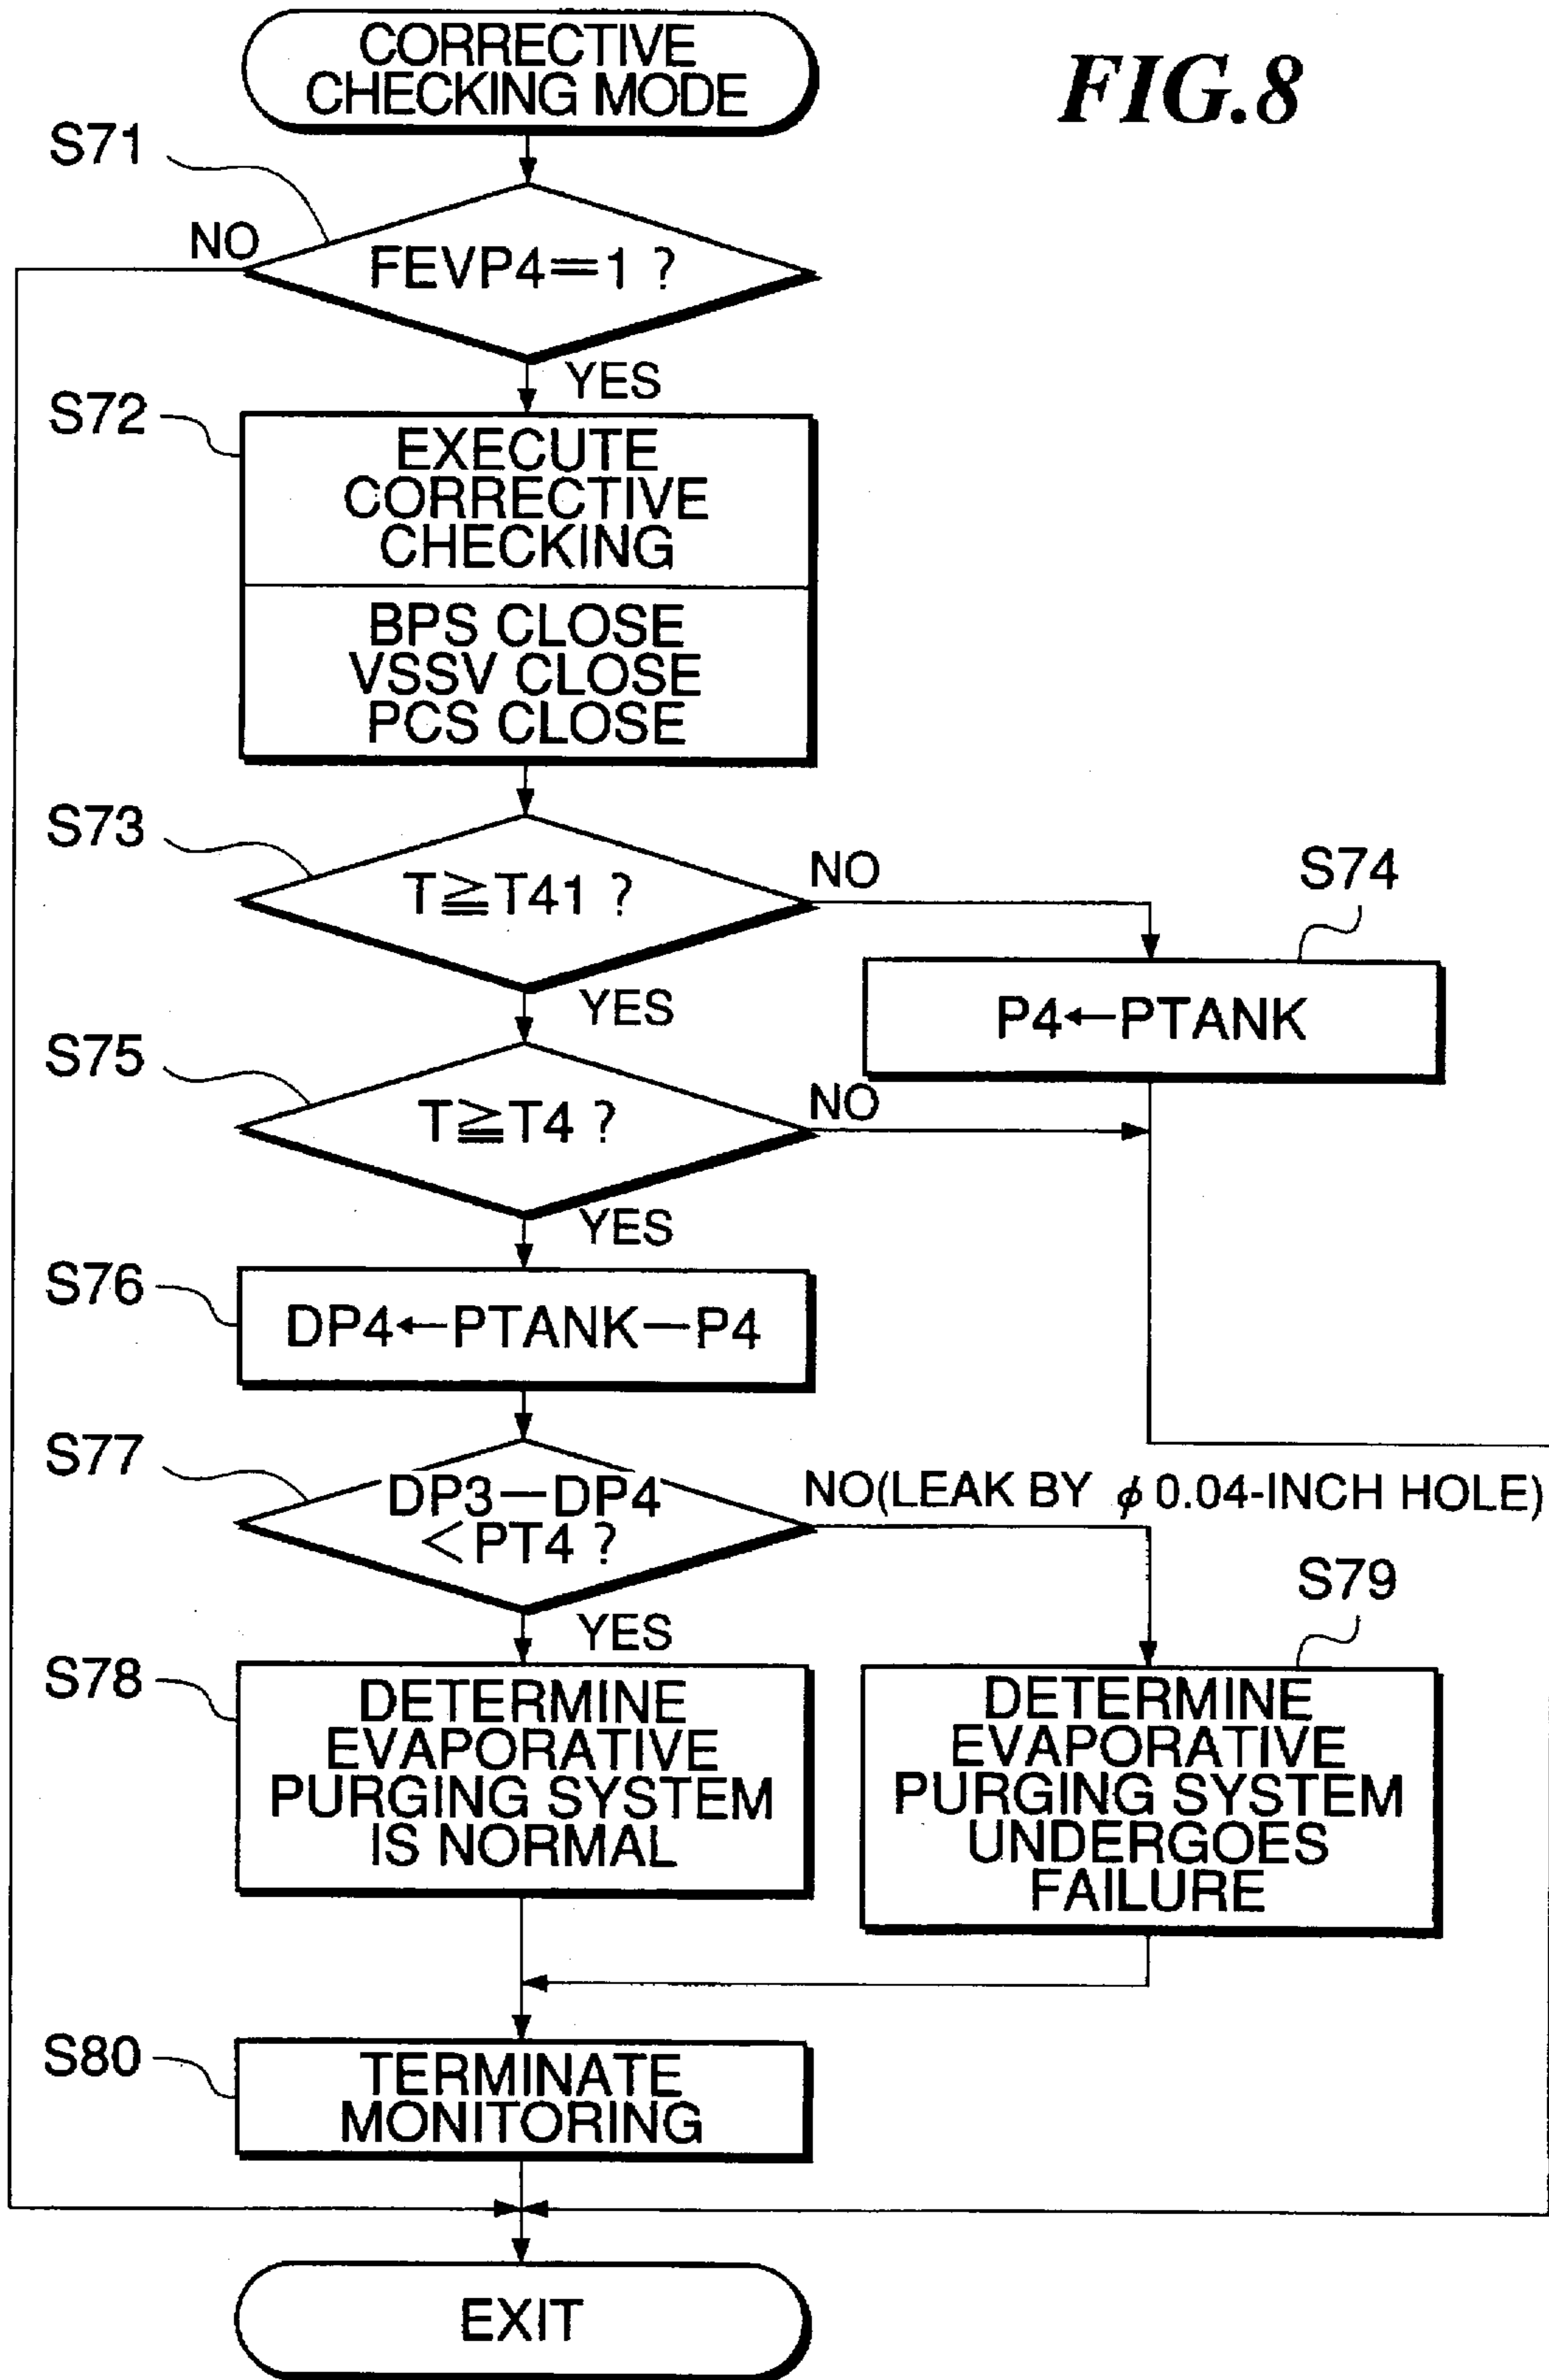 CORRECTIVE
CHECKING MODE
FIG.8
S71
NO
FEVP4=1 ?
YES
S72
EXECUTE
CORRECTIVE
CHECKING
BPS CLOSE
VSSV CLOSE
PCS CLOSE
S73
T≧T41 ?
NO
S74
YES
P4←PTANK
S75
T≧T4 ?
NO
YES
S76
DP4←PTANK—P4
S77
DP3—DP4
<PT4 ?
NO(LEAK BY ϕ 0.04-INCH HOLE)
S79
YES
S78
DETERMINE
EVAPORATIVE
PURGING SYSTEM
IS NORMAL
DETERMINE
EVAPORATIVE
PURGING SYSTEM
UNDERGOES
FAILURE
S80
TERMINATE
MONITORING
EXIT